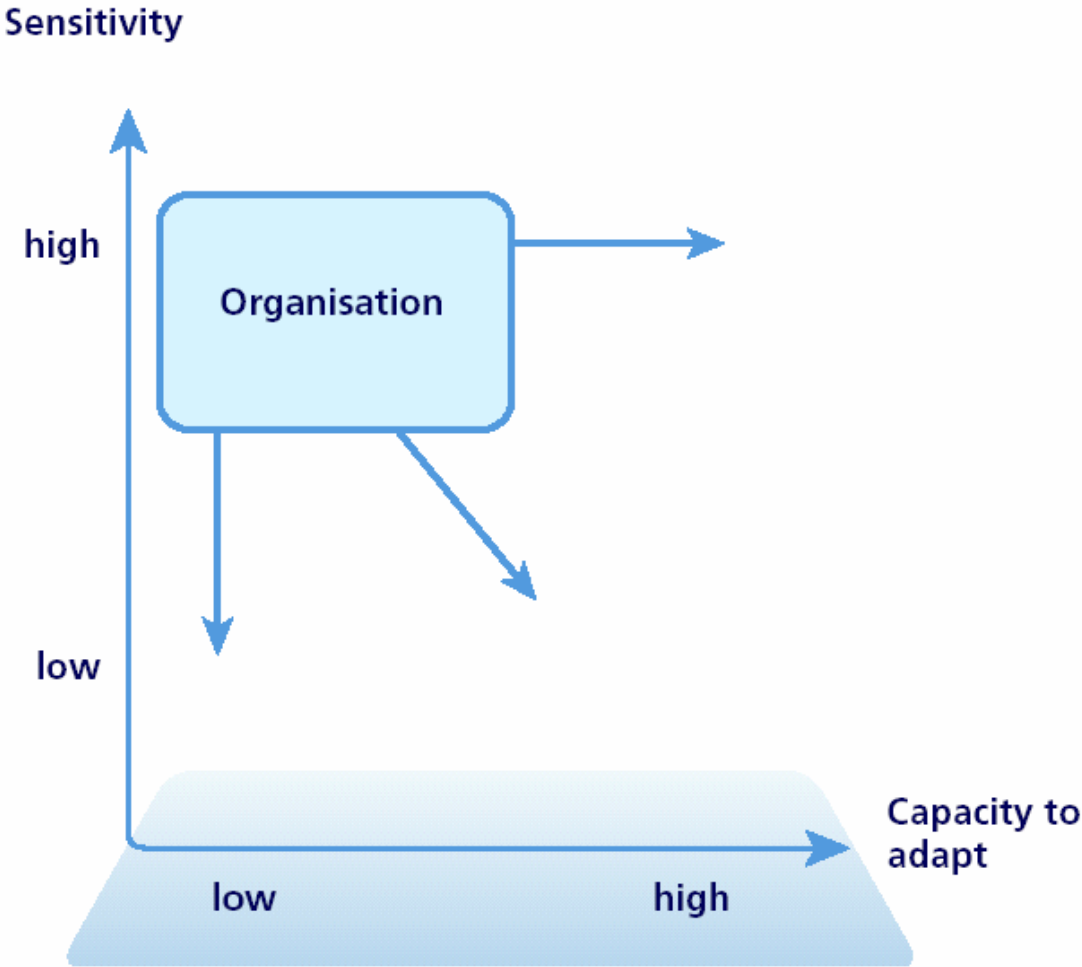 Sensitivity
high
Organisation
low
Capacity to
adapt
low
high